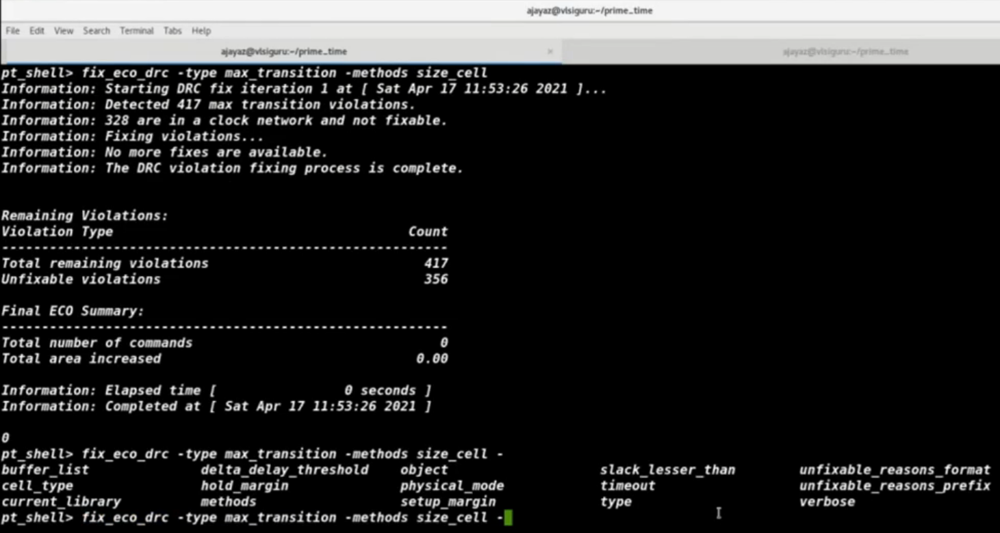 ajayaz@vlsiguru:~/prime_time
File Edit View Search Terminal Tabs Help
ajayaz@vlsiguru:~/prime_time × ajayaz@vlsiguru:~/prime_time
pt_shell> fix_eco_drc -type max_transition -methods size_cell
Information: Starting DRC fix iteration 1 at [ Sat Apr 17 11:53:26 2021 ]...
Information: Detected 417 max transition violations.
Information: 328 are in a clock network and not fixable.
Information: Fixing violations...
Information: No more fixes are available.
Information: The DRC violation fixing process is complete.
Remaining Violations:
Violation Type Count
--------------------------------------------------------
Total remaining violations 417
Unfixable violations 356
Final ECO Summary:
--------------------------------------------------------
Total number of commands 0
Total area increased 0.00
Information: Elapsed time [ 0 seconds ]
Information: Completed at [ Sat Apr 17 11:53:26 2021 ]
0
pt_shell> fix_eco_drc -type max_transition -methods size_cell -
buffer_list delta_delay_threshold object slack_lesser_than unfixable_reasons_format
cell_type hold_margin physical_mode timeout unfixable_reasons_prefix
current_library methods setup_margin type verbose
pt_shell> fix_eco_drc -type max_transition -methods size_cell -